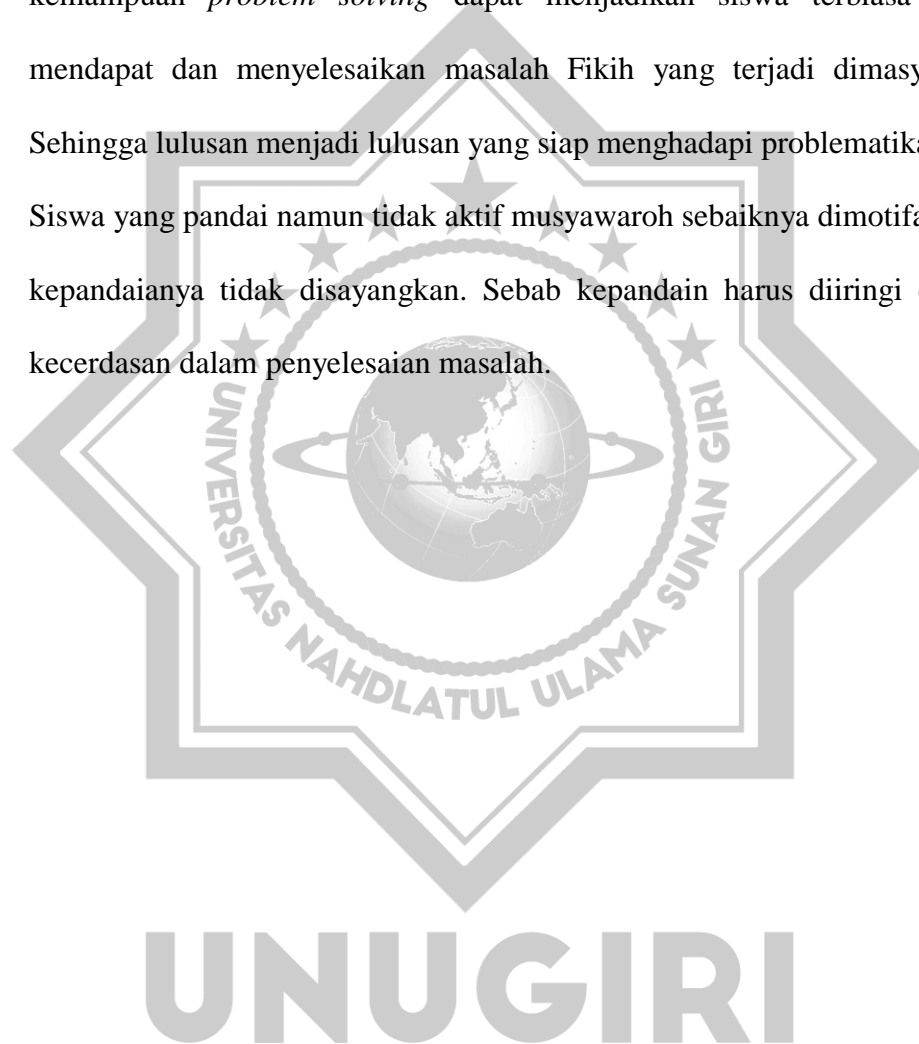 kemampuan problem solving dapat menjadikan siswa terbiasa
mendapat dan menyelesaikan masalah Fikih yang terjadi dimasy
Sehingga lulusan menjadi lulusan yang siap menghadapi problematika
Siswa yang pandai namun tidak aktif musyawaroh sebaiknya dimotifa
kepandaianya tidak disayangkan. Sebab kepandain harus diiringi
kecerdasan dalam penyelesaian masalah.
UNIVERSITAS NAHDLATUL ULAMA SUNAN GIRI
UNUGIRI